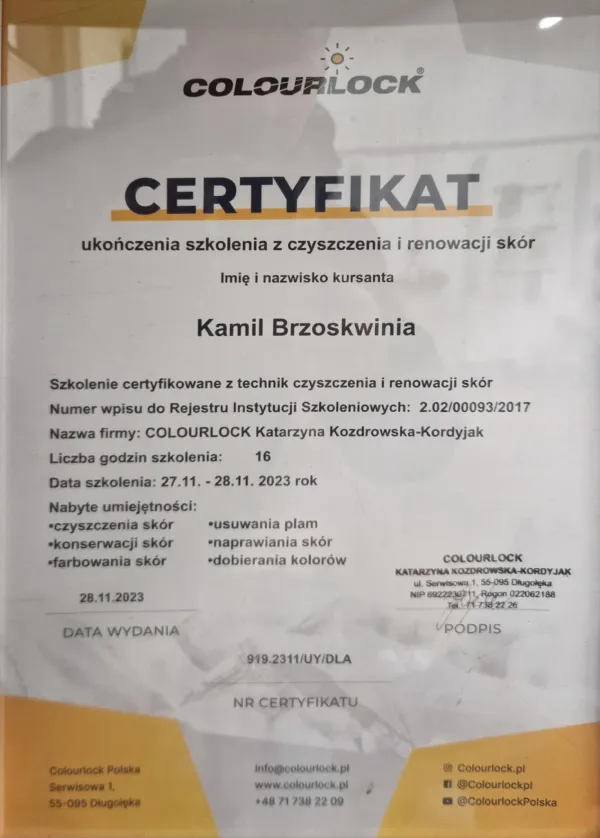 COLOURLOCK®
CERTYFIKAT
ukończenia szkolenia z czyszczenia i renowacji skór
Imię i nazwisko kursanta
Kamil Brzoskwinia
Szkolenie certyfikowane z technik czyszczenia i renowacji skór
Numer wpisu do Rejestru Instytucji Szkoleniowych: 2.02/00093/2017
Nazwa firmy: COLOURLOCK Katarzyna Kozdrowska-Kordyjak
Liczba godzin szkolenia: 16
Data szkolenia: 27.11. - 28.11. 2023 rok
Nabyte umiejętności:
•czyszczenia skór •usuwania plam
•konserwacji skór •naprawiania skór
•farbowania skór •dobierania kolorów
COLOURLOCK
KATARZYNA KOZDROWSKA-KORDYJAK
ul. Serwisowa 1, 55-095 Długołęka
NIP Regon 022062188
Tel. 71 738 22 26
28.11.2023
DATA WYDANIA PODPIS
919.2311/UY/DLA
NR CERTYFIKATU
Colourlock Polska info@colourlock.pl Colourlock.pl
Serwisowa 1, www.colourlock.pl @Colourlockpl
55-095 Długołęka +48 71 738 22 09 @ColourlockPolska